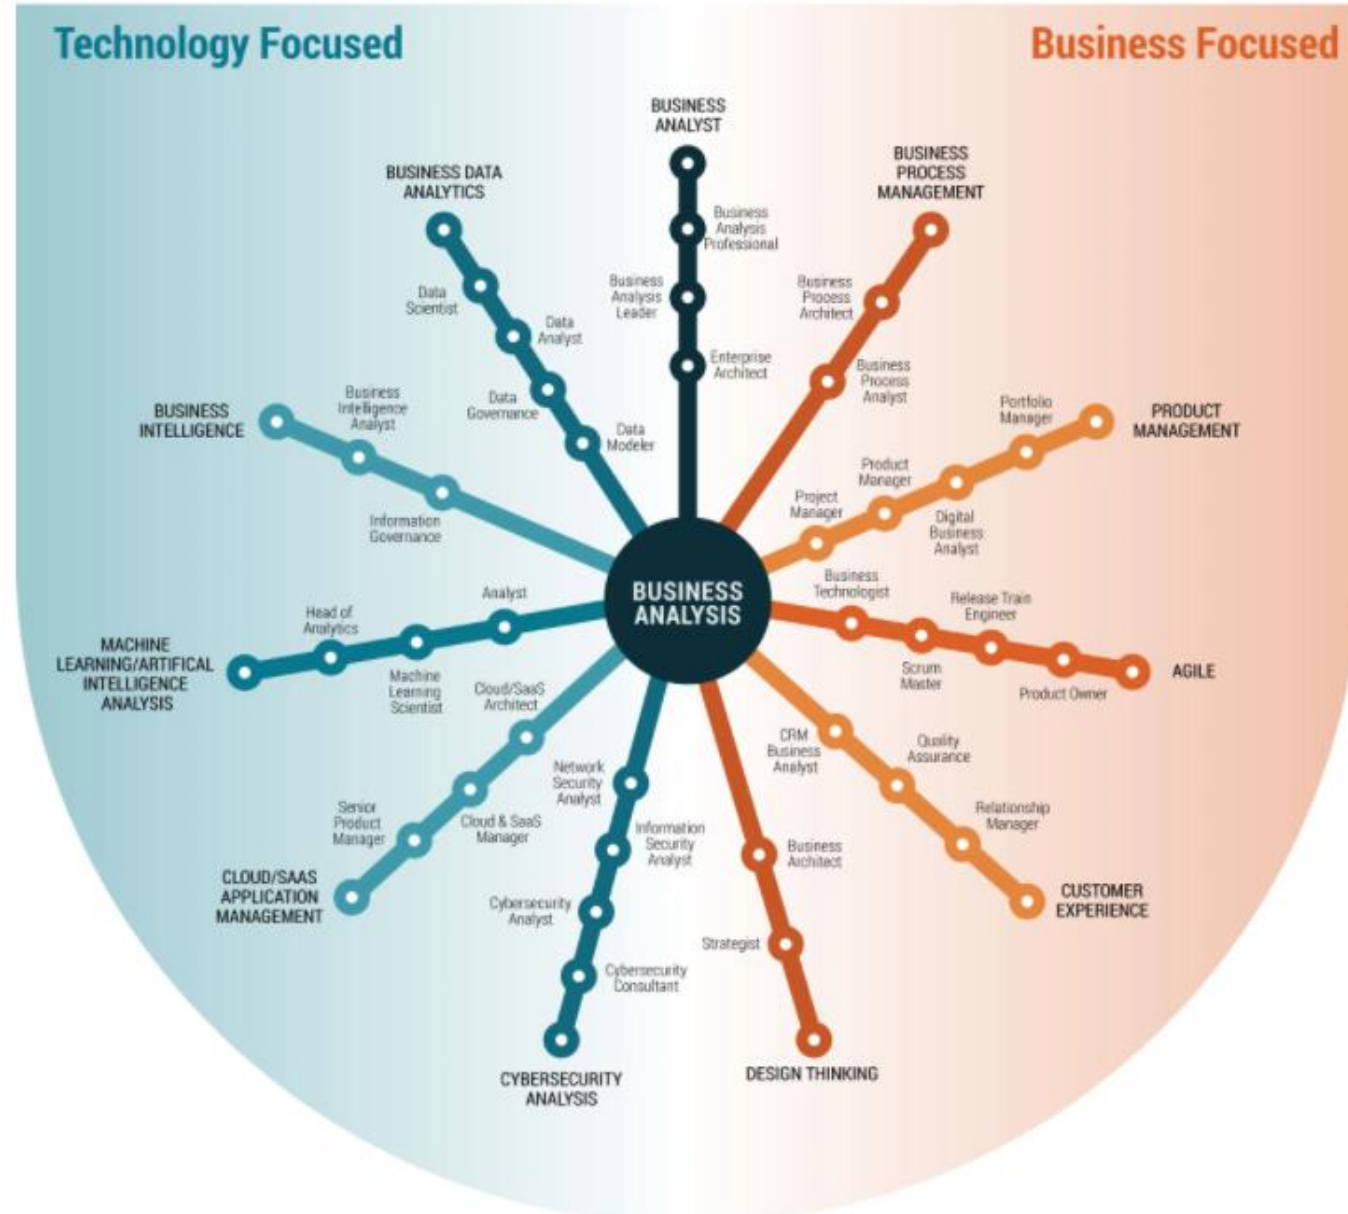 Technology Focused
Business Focused
BUSINESS
ANALYST
Business
Analysis
Professional
Business
Analysis
Leader
Enterprise
Architect
BUSINESS DATA
ANALYTICS
Data
Scientist
Data
Analyst
Data
Governance
Data
Modeler
BUSINESS
PROCESS
MANAGEMENT
Business
Process
Architect
Business
Process
Analyst
BUSINESS
INTELLIGENCE
Business
Intelligence
Analyst
Information
Governance
PRODUCT
MANAGEMENT
Portfolio
Manager
Product
Manager
Project
Manager
Digital
Business
Analyst
BUSINESS
ANALYSIS
MACHINE
LEARNING/ARTIFICAL
INTELLIGENCE
ANALYSIS
Head of
Analytics
Analyst
Machine
Learning
Scientist
AGILE
Business
Technologist
Release Train
Engineer
Scrum
Master
Product Owner
CLOUD/SAAS
APPLICATION
MANAGEMENT
Cloud/SaaS
Architect
Senior
Product
Manager
Cloud & SaaS
Manager
CUSTOMER
EXPERIENCE
CRM
Business
Analyst
Quality
Assurance
Relationship
Manager
CYBERSECURITY
ANALYSIS
Network
Security
Analyst
Information
Security
Analyst
Cybersecurity
Analyst
Cybersecurity
Consultant
DESIGN THINKING
Business
Architect
Strategist